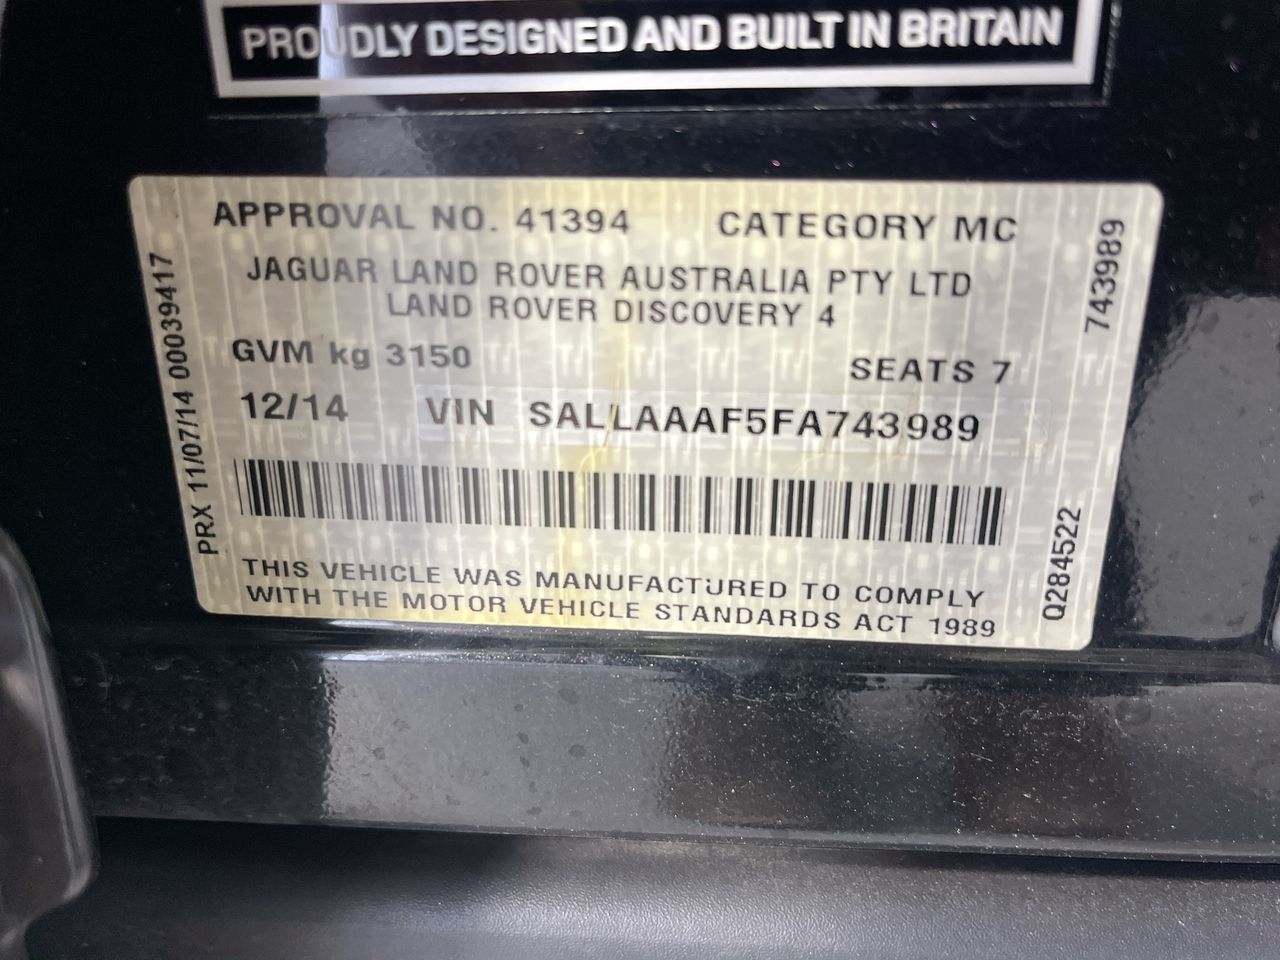 PROUDLY DESIGNED AND BUILT IN BRITAIN
APPROVAL NO. 41394 CATEGORY MC
JAGUAR LAND ROVER AUSTRALIA PTY LTD
LAND ROVER DISCOVERY 4
GVM kg 3150 SEATS 7
12/14 VIN SALLAAAF5FA743989
THIS VEHICLE WAS MANUFACTURED TO COMPLY
WITH THE MOTOR VEHICLE STANDARDS ACT 1989
PRX 11/07/14 00039417
743989
Q284522